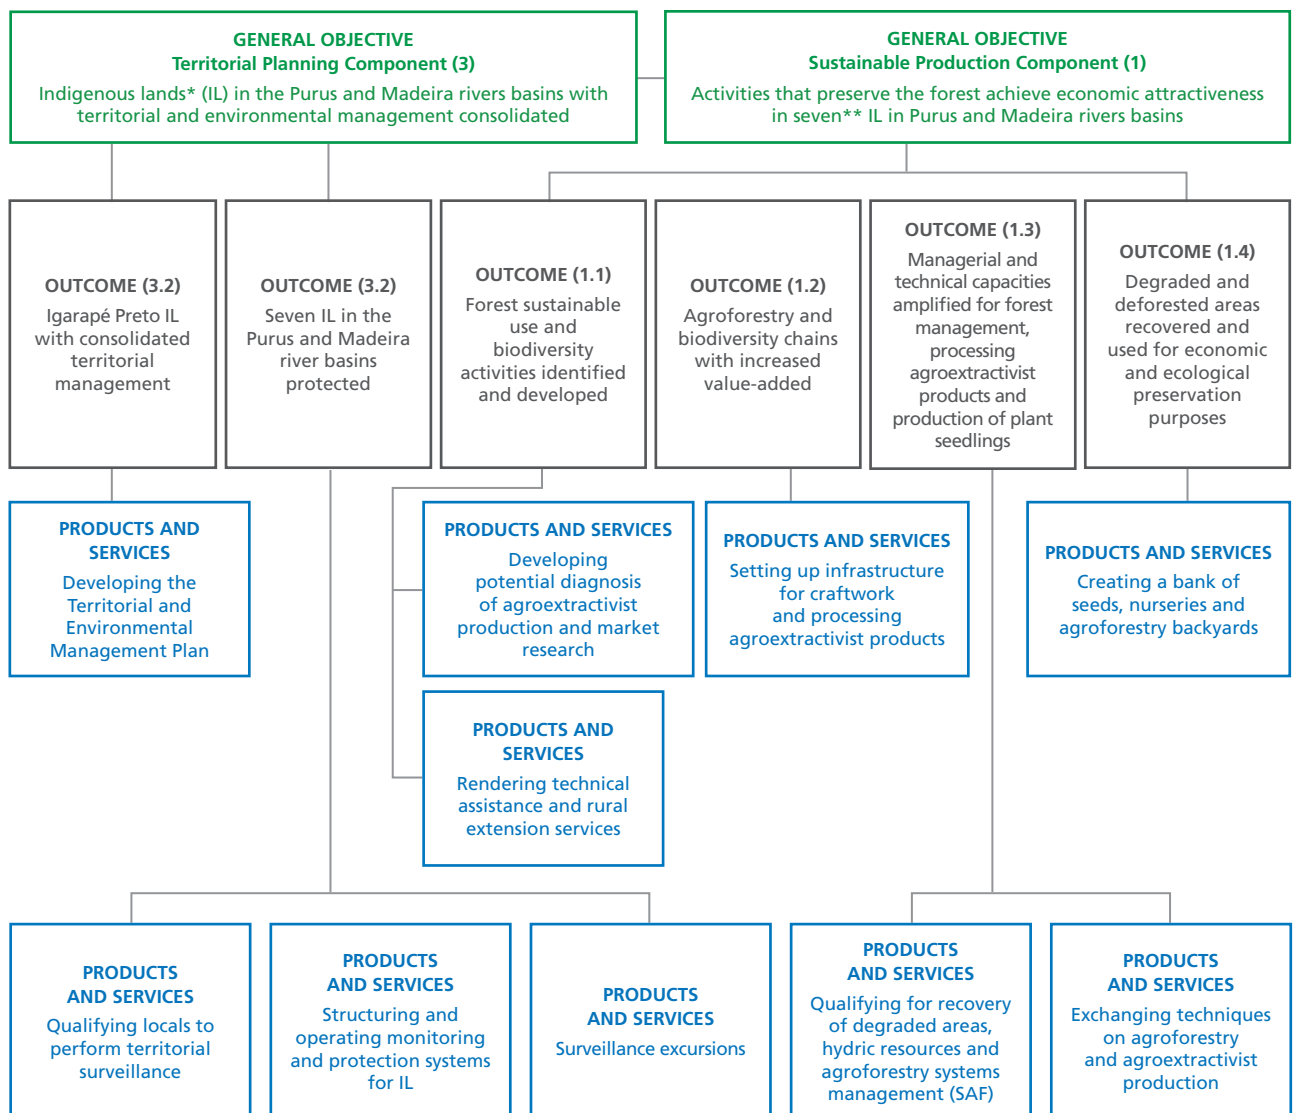 GENERAL OBJECTIVE
Territorial Planning Component (3)
Indigenous lands* (IL) in the Purus and Madeira rivers basins with
territorial and environmental management consolidated
GENERAL OBJECTIVE
Sustainable Production Component (1)
Activities that preserve the forest achieve economic attractiveness
in seven** IL in Purus and Madeira rivers basins
OUTCOME (3.2)
Igarapé Preto IL
with consolidated
territorial
management
OUTCOME (3.2)
Seven IL in the
Purus and Madeira
river basins
protected
OUTCOME (1.1)
Forest sustainable
use and
biodiversity
activities identified
and developed
OUTCOME (1.2)
Agroforestry and
biodiversity chains
with increased
value-added
OUTCOME (1.3)
Managerial and
technical capacities
amplified for forest
management,
processing
agroextractivist
products and
production of plant
seedlings
OUTCOME (1.4)
Degraded and
deforested areas
recovered and
used for economic
and ecological
preservation
purposes
PRODUCTS AND
SERVICES
Developing the
Territorial and
Environmental
Management Plan
PRODUCTS AND SERVICES
Developing
potential diagnosis
of agroextractivist
production and market
research
PRODUCTS AND SERVICES
Setting up infrastructure
for craftwork
and processing
agroextractivist products
PRODUCTS AND SERVICES
Creating a bank of
seeds, nurseries and
agroforestry backyards
PRODUCTS AND
SERVICES
Rendering technical
assistance and rural
extension services
PRODUCTS
AND SERVICES
Qualifying locals to
perform territorial
surveillance
PRODUCTS
AND SERVICES
Structuring and
operating monitoring
and protection systems
for IL
PRODUCTS
AND SERVICES
Surveillance excursions
PRODUCTS
AND SERVICES
Qualifying for recovery
of degraded areas,
hydric resources and
agroforestry systems
management (SAF)
PRODUCTS
AND SERVICES
Exchanging techniques
on agroforestry
and agroextractivist
production